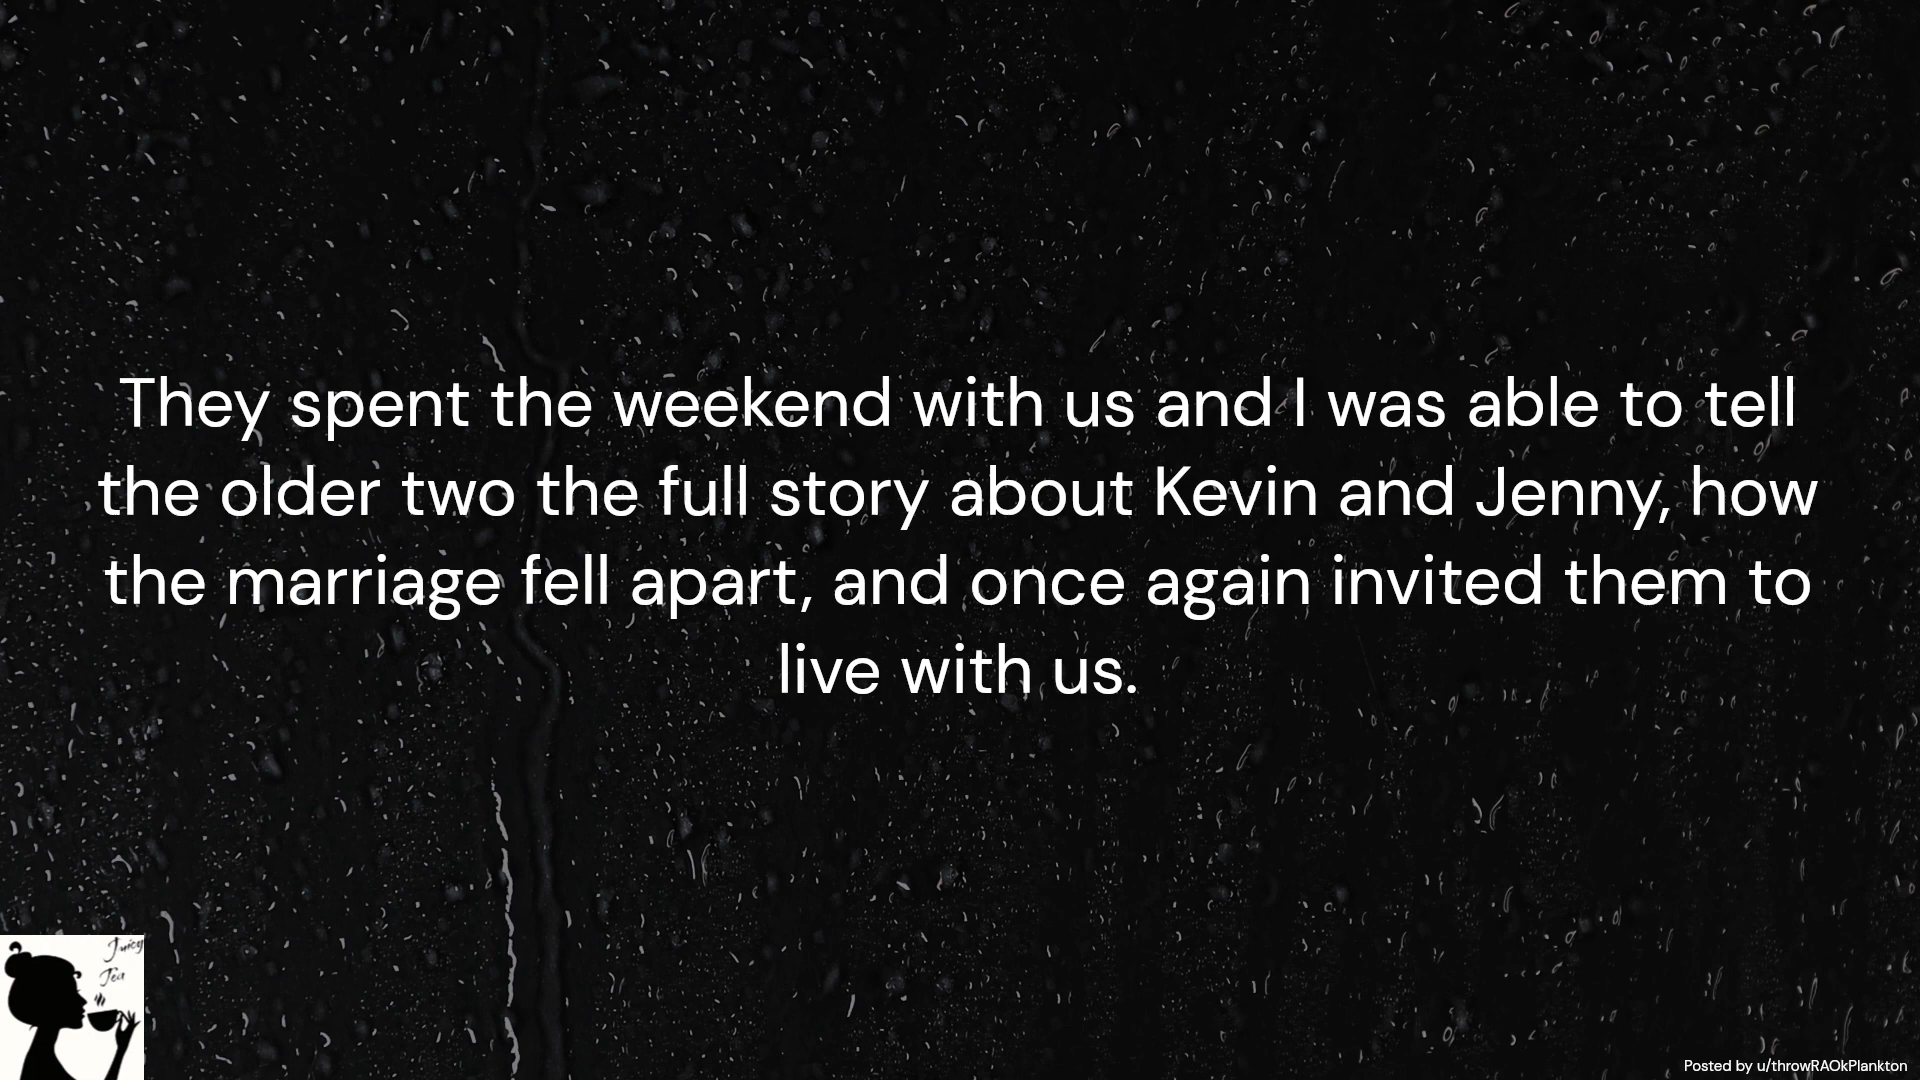 They spent the weekend with us and I was able to tell
the older two the full story about Kevin and Jenny, how
the marriage fell apart, and once again invited them to
live with us.
Juicy
Tea
Posted by u/throwRAOkPlankton